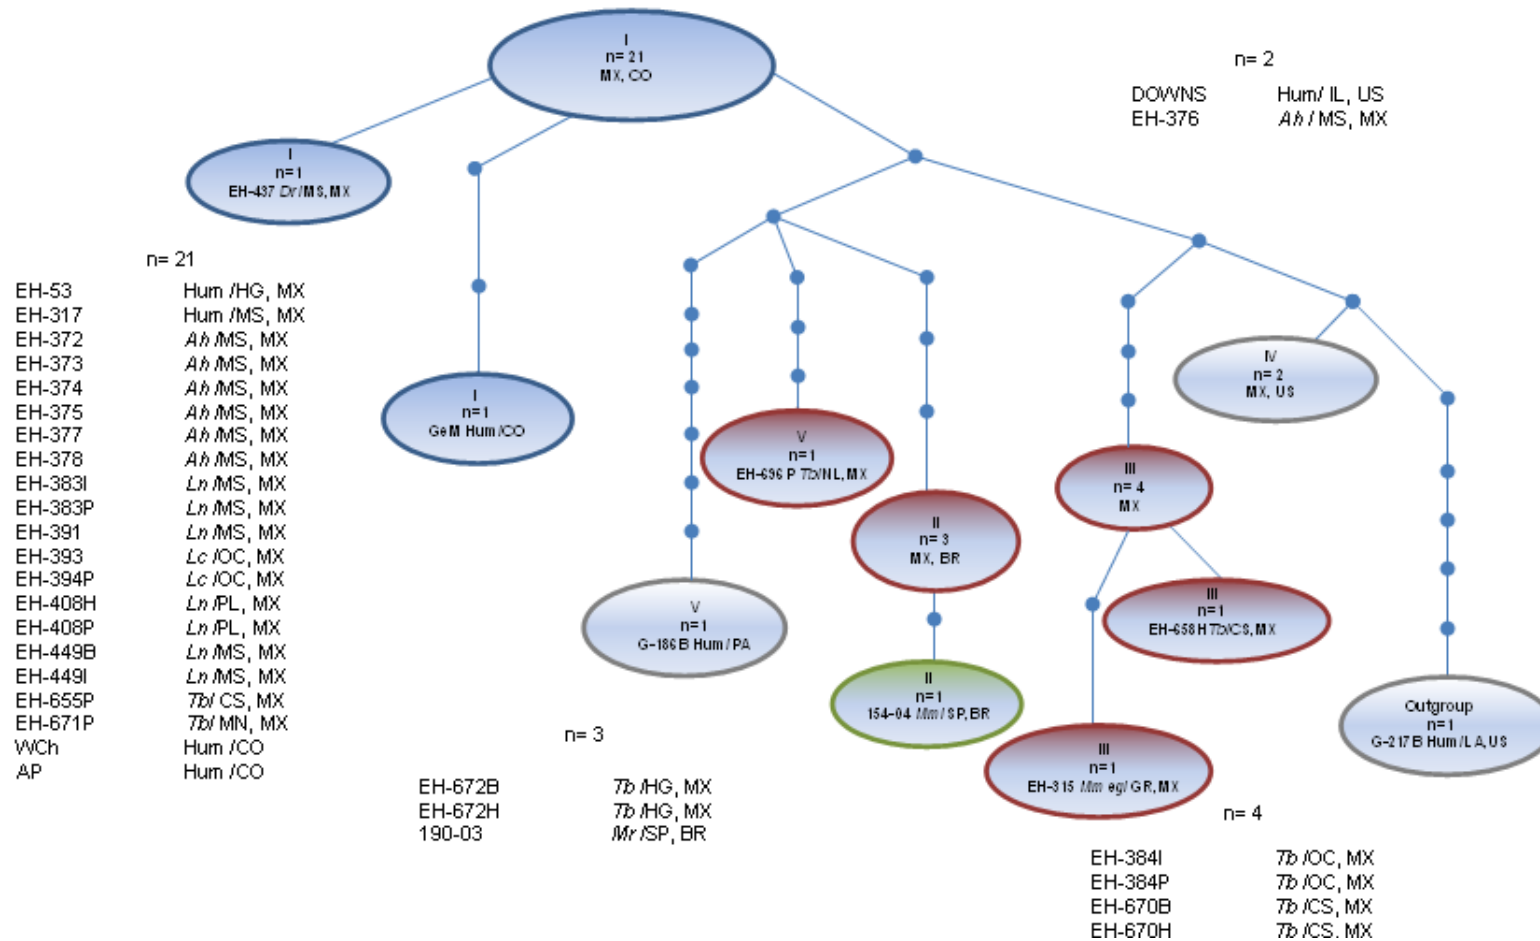 I
n= 21
MX, CO
n= 2
DOWNS Hum/ IL, US
EH-376 Ah / MS, MX
I
n=1
EH-437 Dr/MS, MX
n= 21
EH-53 Hum /HG, MX
EH-317 Hum /MS, MX
EH-372 Ah /MS, MX
EH-373 Ah /MS, MX
EH-374 Ah /MS, MX
EH-375 Ah /MS, MX
EH-377 Ah /MS, MX
EH-378 Ah /MS, MX
EH-383I Ln /MS, MX
EH-383P Ln /MS, MX
EH-391 Ln /MS, MX
EH-393 Lc /OC, MX
EH-394P Lc /OC, MX
EH-408H Ln /PL, MX
EH-408P Ln /PL, MX
EH-449B Ln /MS, MX
EH-449I Ln /MS, MX
EH-655P Tb/ CS, MX
EH-671P Tb/ MN, MX
WCh Hum /CO
AP Hum /CO
I
n=1
GeM Hum /CO
V
n=1
EH-696 P Tb/NL, MX
II
n= 3
MX, BR
V
n=1
G-186B Hum / PA
II
n=1
154-04 Mm / SP, BR
n= 3
EH-672B Tb /HG, MX
EH-672H Tb /HG, MX
190-03 Mr /SP, BR
IV
n= 2
MX, US
III
n= 4
MX
III
n=1
EH-658H Tb/CS, MX
III
n=1
EH-315 Mm eg/ GR, MX
Outgroup
n=1
G-217B Hum /LA, US
n= 4
EH-384I Tb /OC, MX
EH-384P Tb /OC, MX
EH-670B Tb /CS, MX
EH-670H Tb /CS, MX